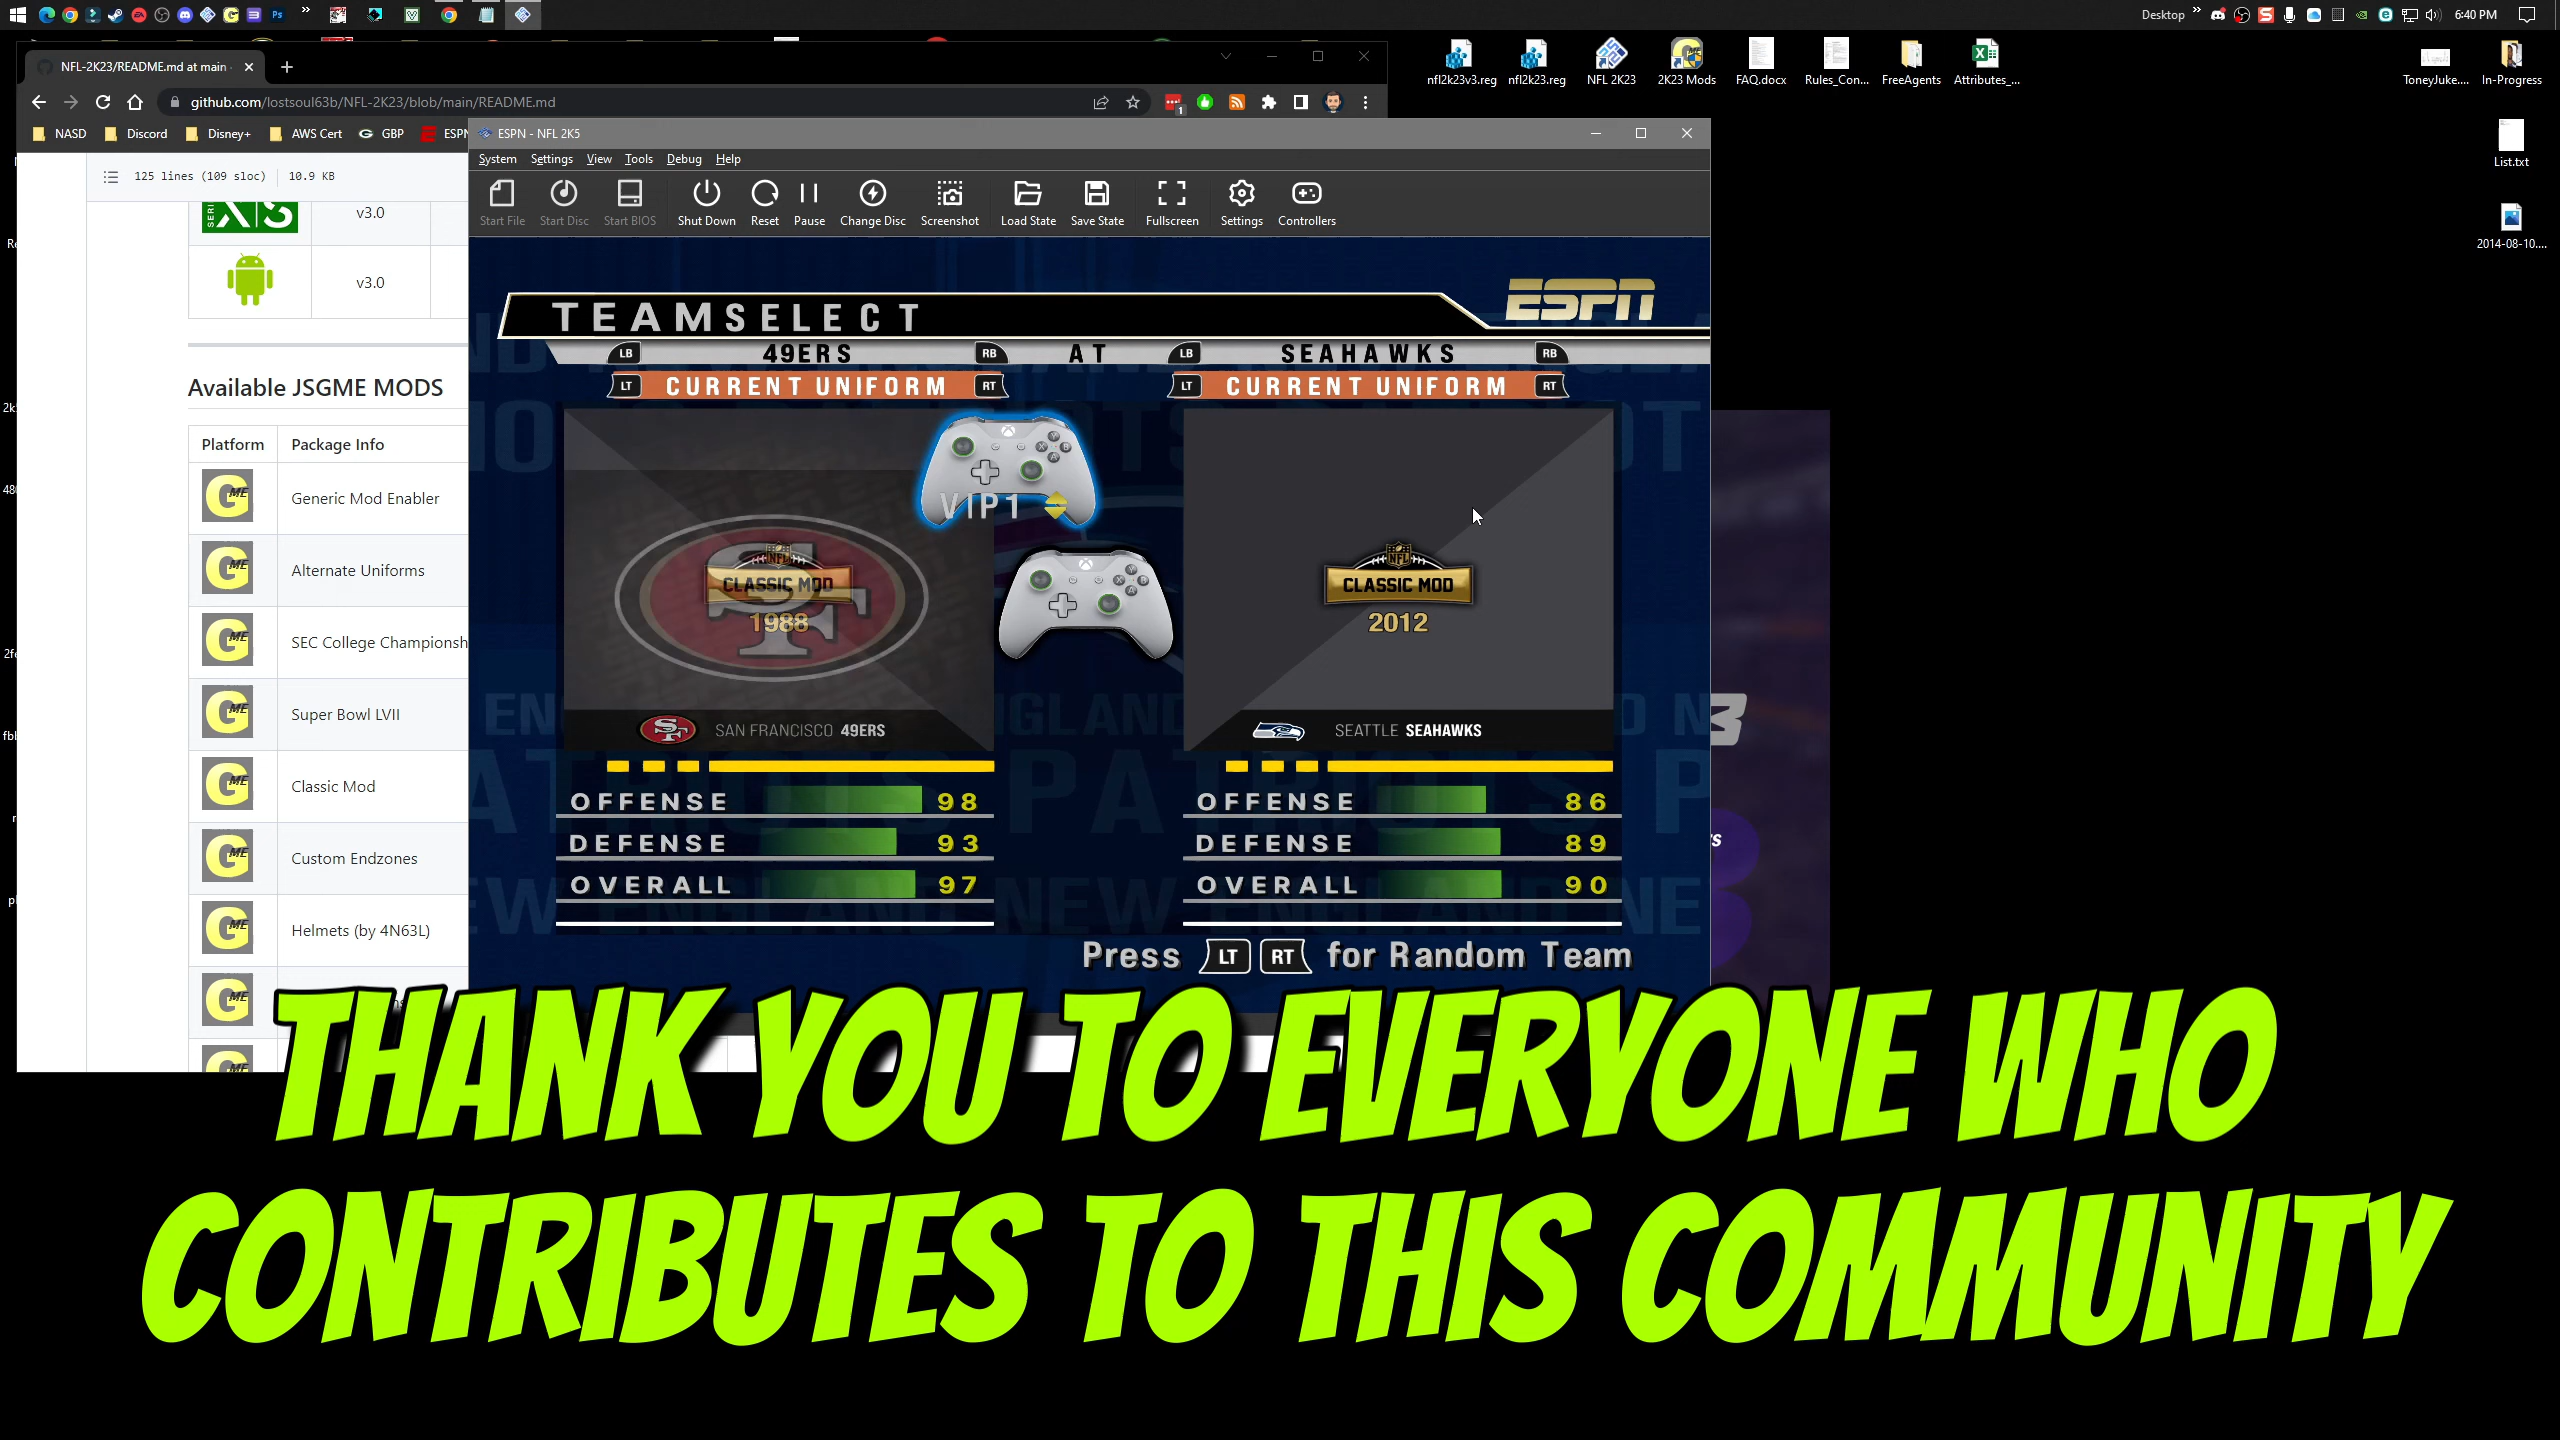 Desktop
6:40 PM
NFL-2K23/README.md at main
github.com/lostsoul63b/NFL-2K23/blob/main/README.md
NASD
Discord
Disney+
AWS Cert
GBP
ESPN
125 lines (109 sloc)
10.9 KB
v3.0
v3.0
Available JSGME MODS
Platform
Package Info
Generic Mod Enabler
Alternate Uniforms
SEC College Championsh
Super Bowl LVII
Classic Mod
Custom Endzones
Helmets (by 4N63L)
nfl2k23v3.reg
nfl2k23.reg
NFL 2K23
2K23 Mods
FAQ.docx
Rules_Con...
FreeAgents
Attributes_...
ToneyJuke....
In-Progress
List.txt
2014-08-10....
ESPN - NFL 2K5
System
Settings
View
Tools
Debug
Help
Start File
Start Disc
Start BIOS
Shut Down
Reset
Pause
Change Disc
Screenshot
Load State
Save State
Fullscreen
Settings
Controllers
TEAMSELECT
ESPN
LB 49ERS RB AT LB SEAHAWKS RB
LT CURRENT UNIFORM RT
LT CURRENT UNIFORM RT
VIP1
CLASSIC MOD
1988
NFL
CLASSIC MOD
2012
SAN FRANCISCO 49ERS
SEATTLE SEAHAWKS
OFFENSE 98
DEFENSE 93
OVERALL 97
OFFENSE 86
DEFENSE 89
OVERALL 90
Press LT RT for Random Team
THANK YOU TO EVERYONE WHO
CONTRIBUTES TO THIS COMMUNITY